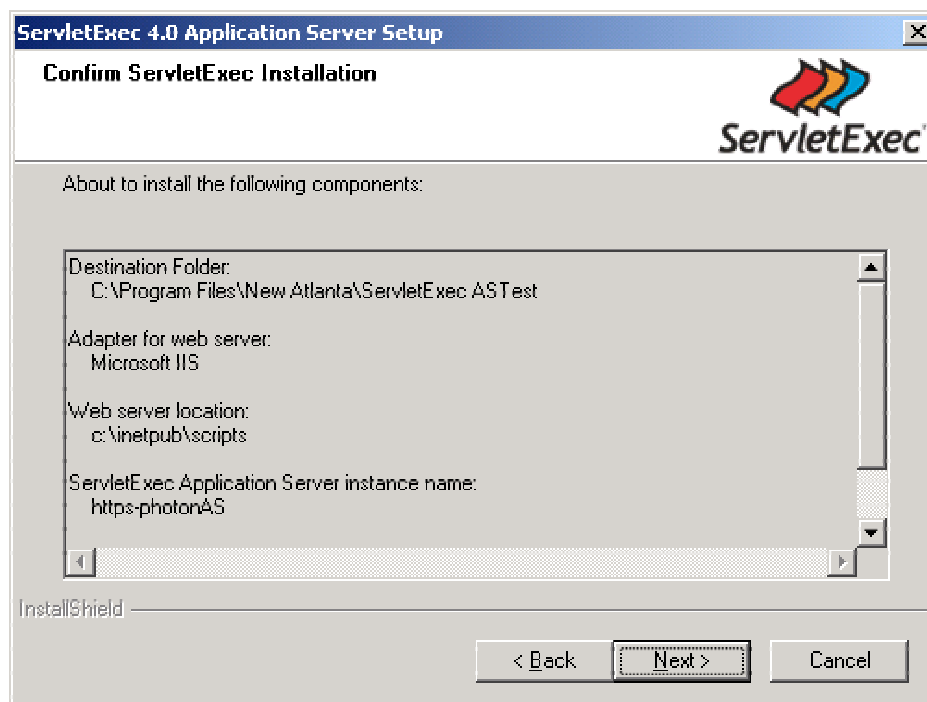 ServletExec 4.0 Application Server Setup
Confirm ServletExec Installation
ServletExec
About to install the following components:
Destination Folder:
C:\Program Files\New Atlanta\ServletExec ASTest
Adapter for web server:
Microsoft IIS
Web server location:
c:\inetpub\scripts
ServletExec Application Server instance name:
https-photonAS
InstallShield
< Back
Next >
Cancel